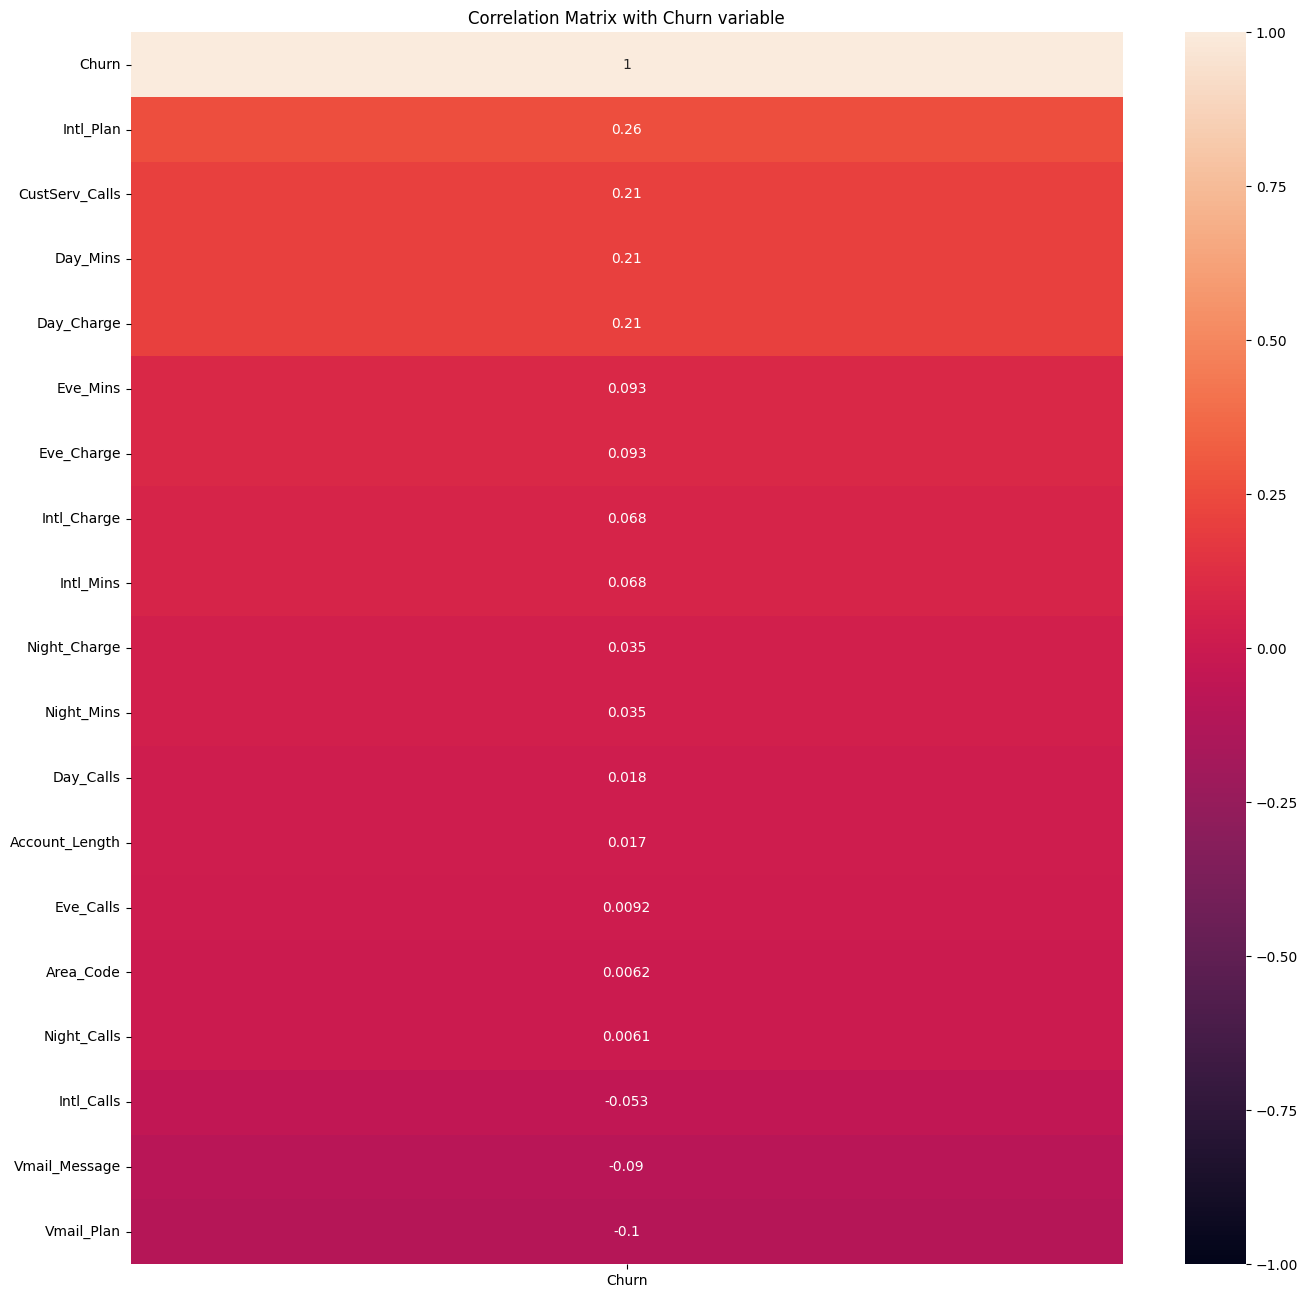 Correlation Matrix with Churn variable
Churn
1
Intl_Plan
0.26
CustServ_Calls
0.21
Day_Mins
0.21
Day_Charge
0.21
Eve_Mins
0.093
Eve_Charge
0.093
Intl_Charge
0.068
Intl_Mins
0.068
Night_Charge
0.035
Night_Mins
0.035
Day_Calls
0.018
Account_Length
0.017
Eve_Calls
0.0092
Area_Code
0.0062
Night_Calls
0.0061
Intl_Calls
-0.053
Vmail_Message
-0.09
Vmail_Plan
-0.1
Churn
1.00
0.75
0.50
0.25
0.00
−0.25
−0.50
−0.75
−1.00